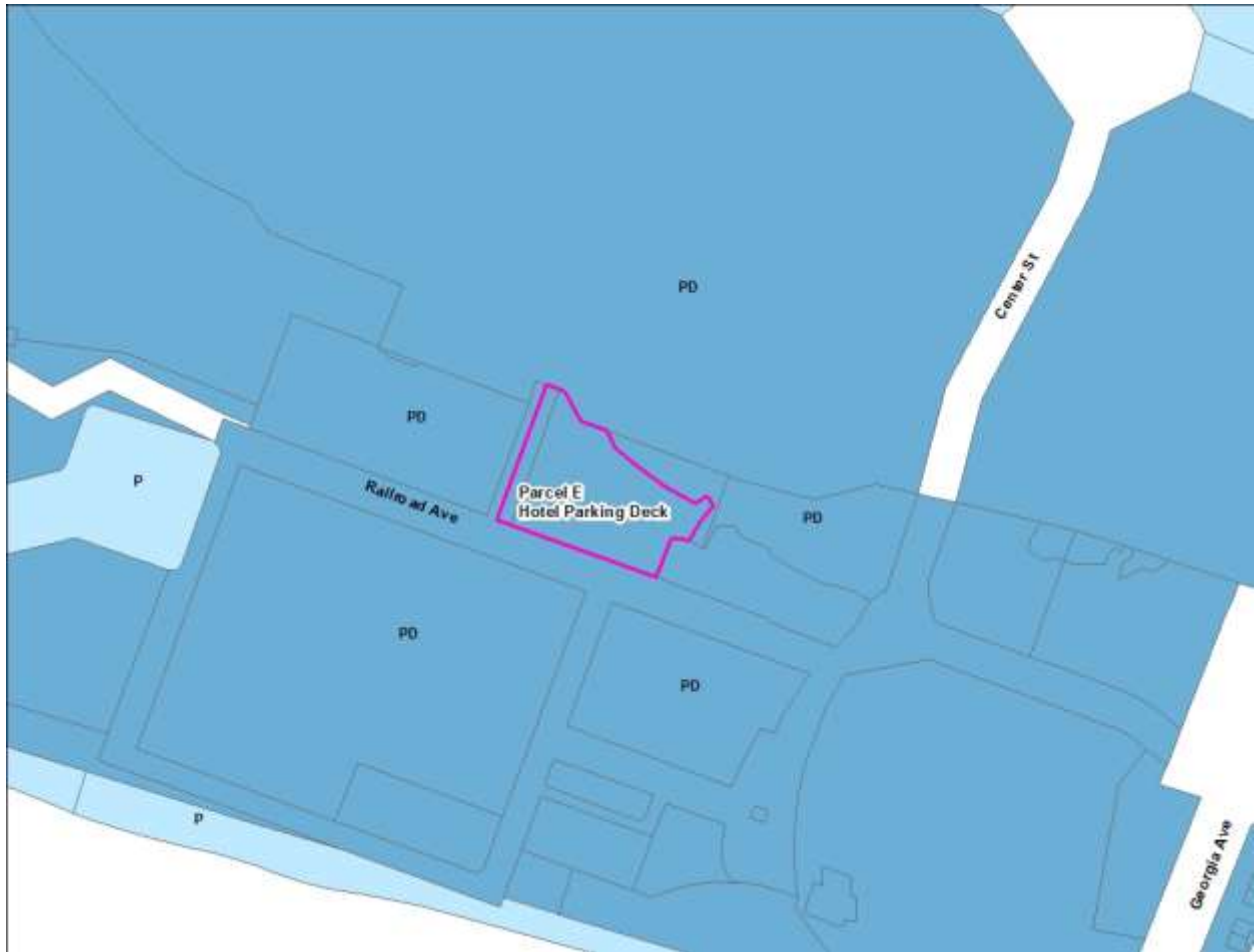 PD
Center St
PD
P
Railroad Ave
Parcel E
Hotel Parking Deck
PD
PD
PD
P
Georgia Ave